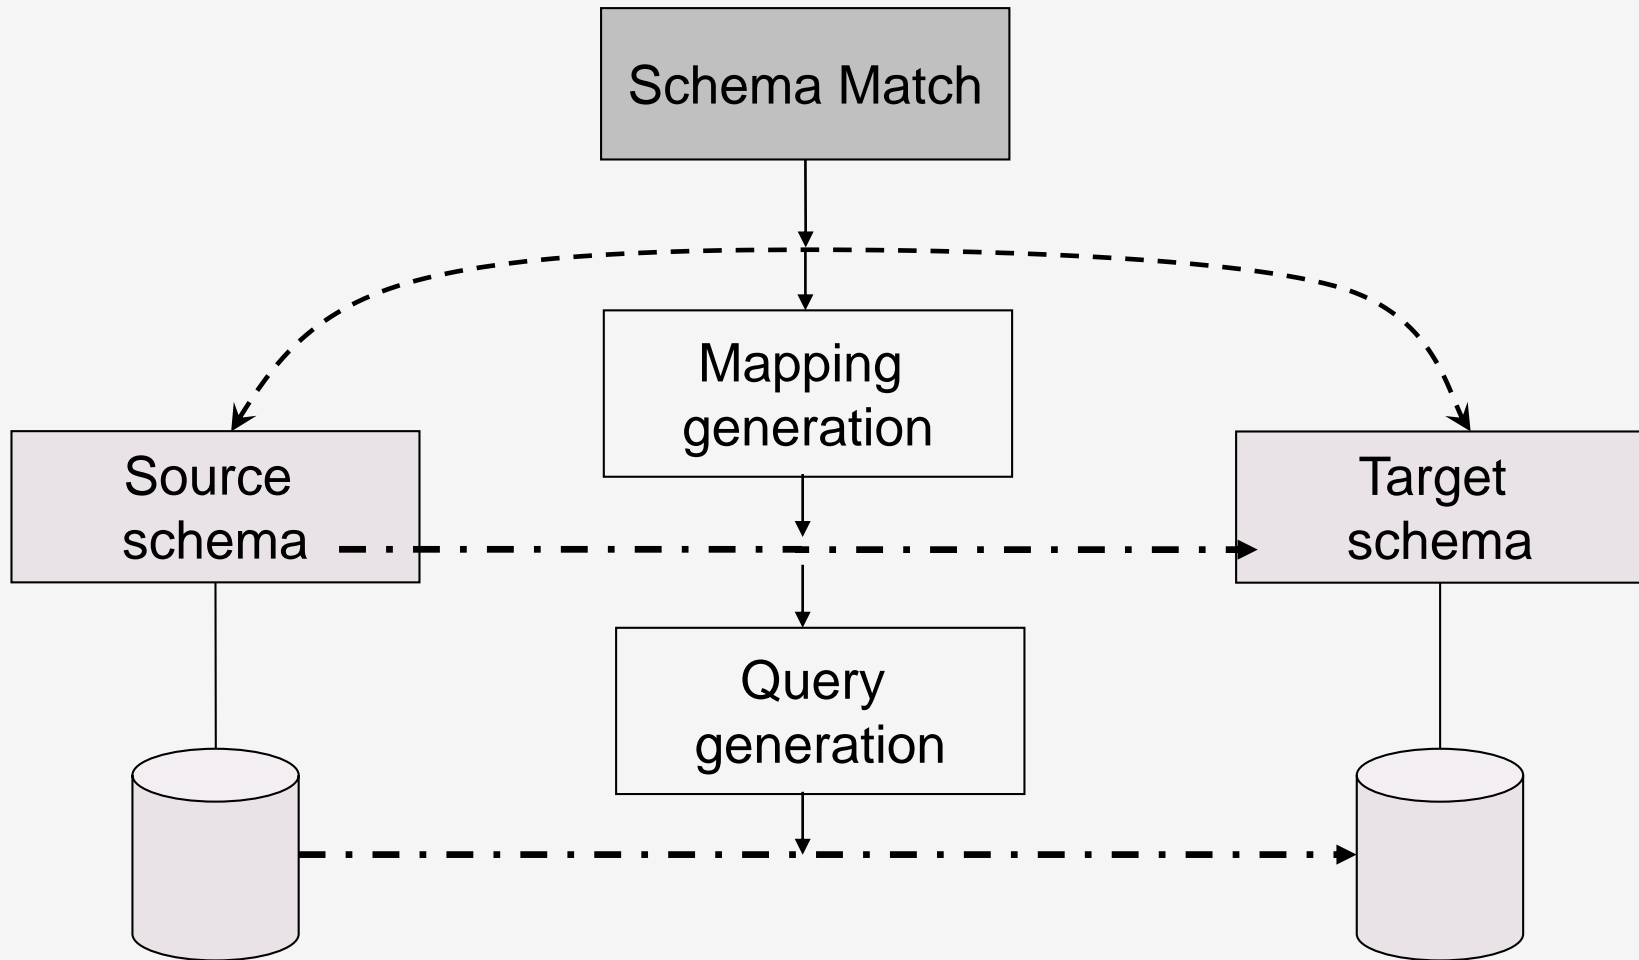 Schema Match
Mapping
generation
Source
schema
Target
schema
Query
generation